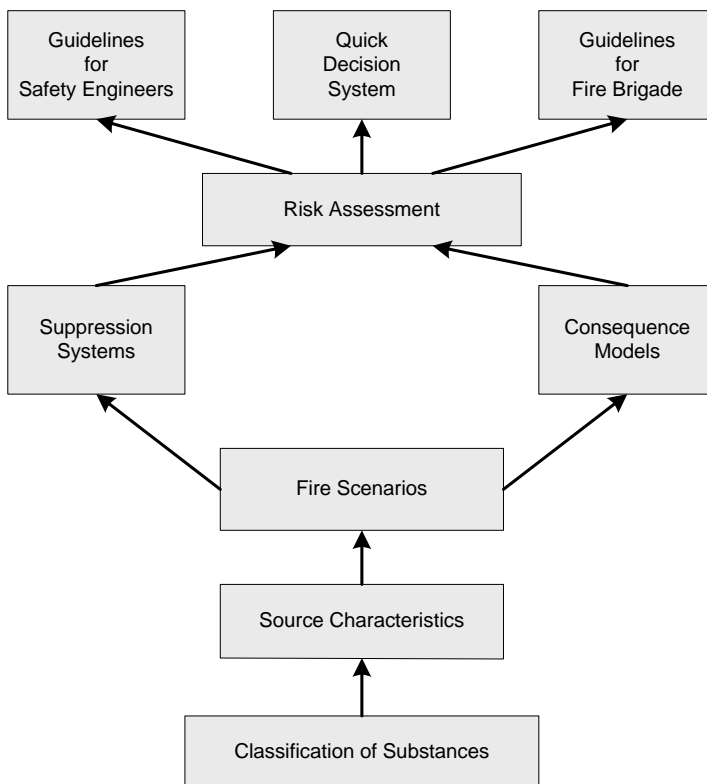 Guidelines
for
Safety Engineers
Quick
Decision
System
Guidelines
for
Fire Brigade
Risk Assessment
Suppression
Systems
Consequence
Models
Fire Scenarios
Source Characteristics
Classification of Substances